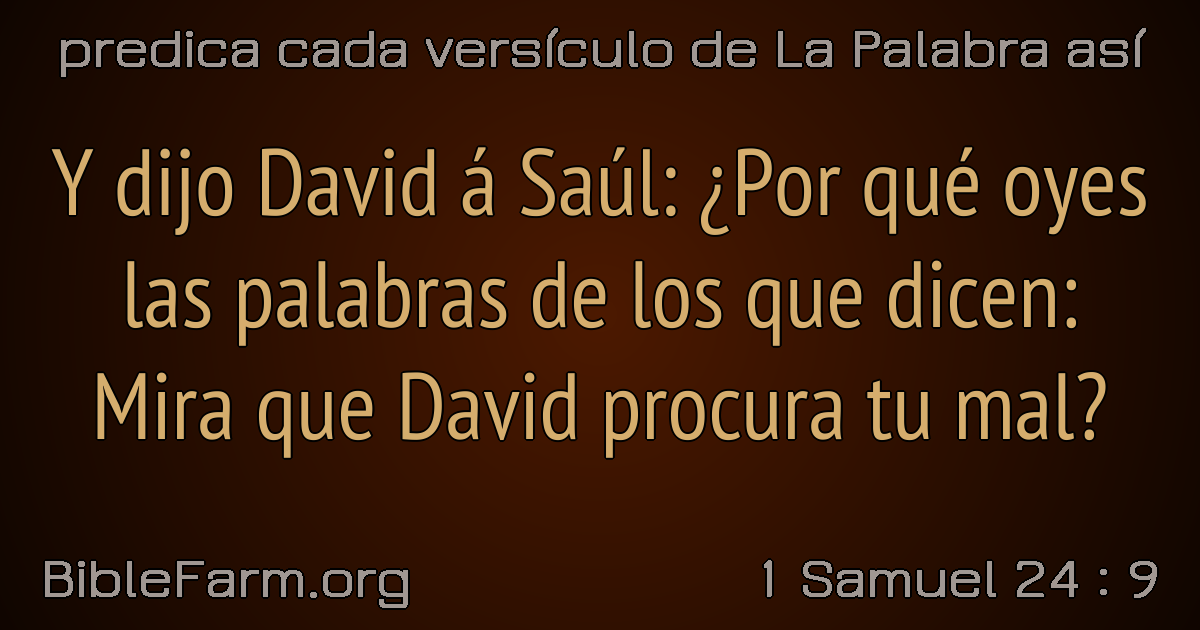 predica cada versículo de La Palabra así
Y dijo David á Saúl: ¿Por qué oyes
las palabras de los que dicen:
Mira que David procura tu mal?
BibleFarm.org
1 Samuel 24 : 9